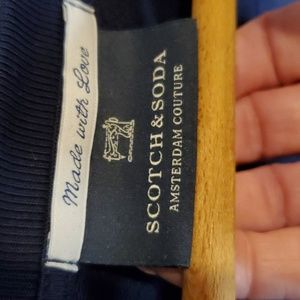 Made with Love
SCOTCH & SODA
AMSTERDAM COUTURE